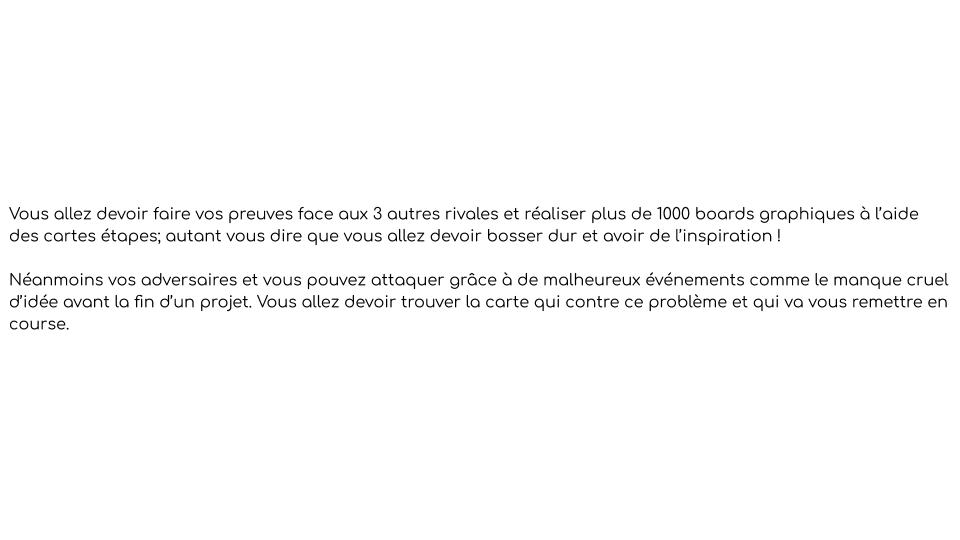 Vous allez devoir faire vos preuves face aux 3 autres rivales et réaliser plus de 1000 boards graphiques à l’aide
des cartes étapes; autant vous dire que vous allez devoir bosser dur et avoir de l’inspiration !
Néanmoins vos adversaires et vous pouvez attaquer grâce à de malheureux événements comme le manque cruel
d’idée avant la fin d’un projet. Vous allez devoir trouver la carte qui contre ce problème et qui va vous remettre en
course.